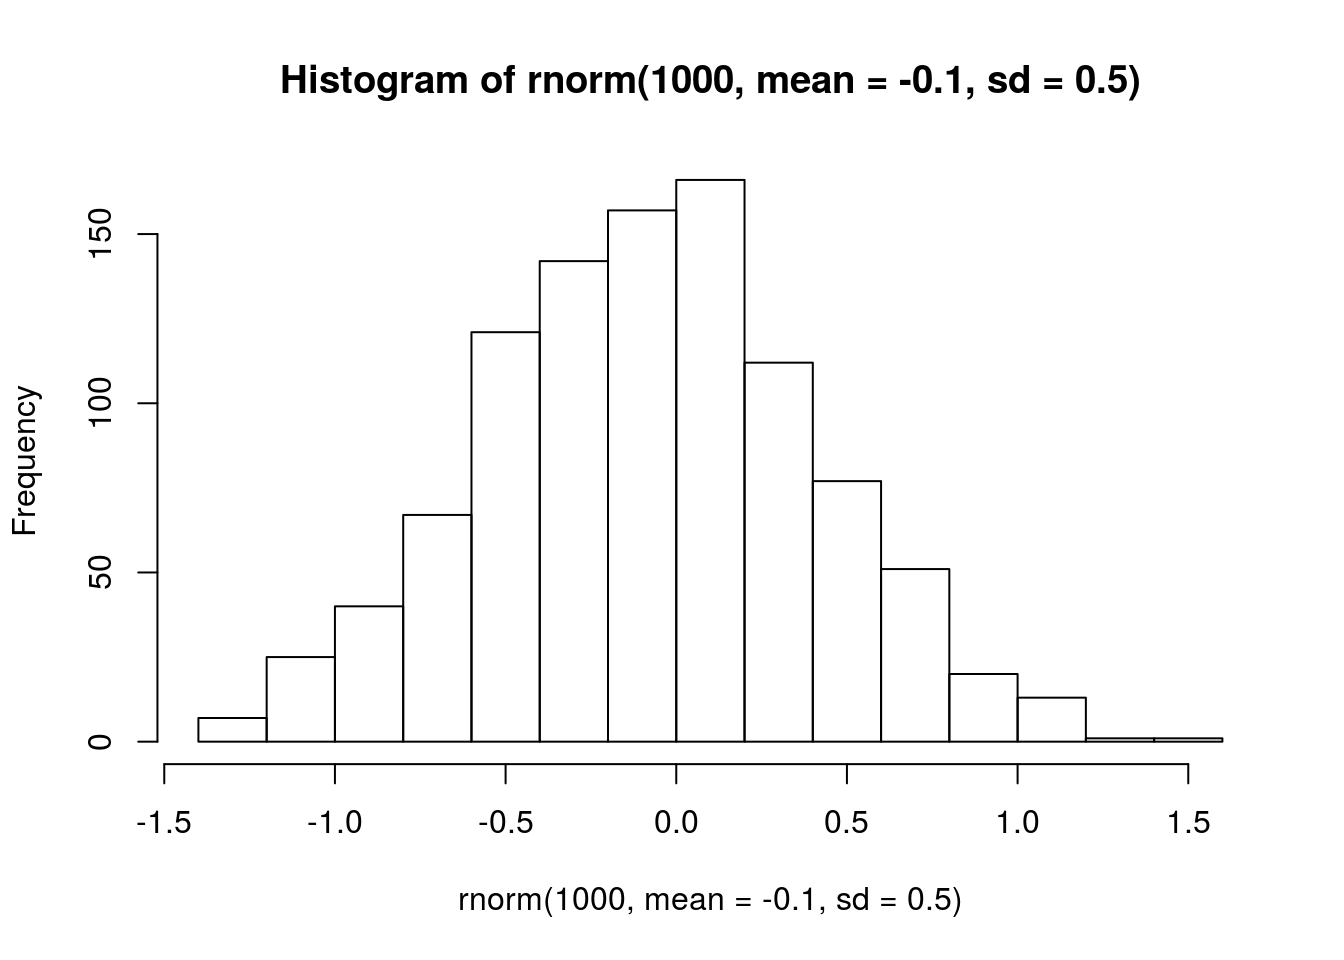 Histogram of rnorm(1000, mean = -0.1, sd = 0.5)
Frequency
150
100
50
0
-1.5 -1.0 -0.5 0.0 0.5 1.0 1.5
rnorm(1000, mean = -0.1, sd = 0.5)